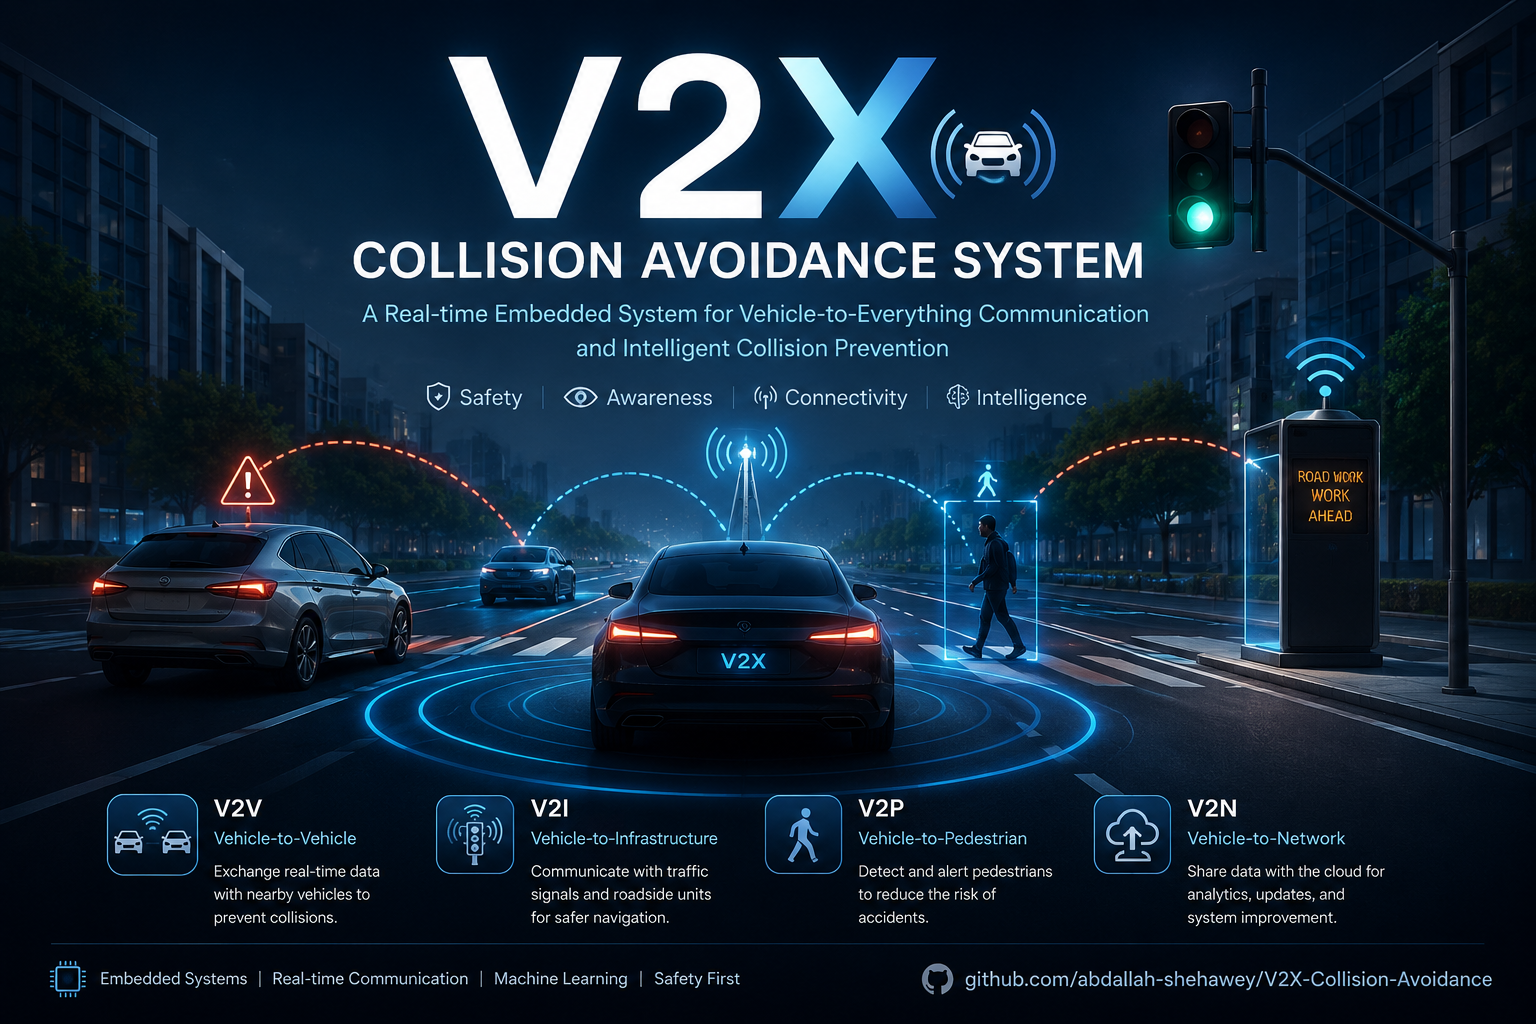 V2X
COLLISION AVOIDANCE SYSTEM
A Real-time Embedded System for Vehicle-to-Everything Communication
and Intelligent Collision Prevention
Safety | Awareness | Connectivity | Intelligence
ROAD WORK
WORK
AHEAD
V2X
V2V
Vehicle-to-Vehicle
Exchange real-time data
with nearby vehicles to
prevent collisions.
V2I
Vehicle-to-Infrastructure
Communicate with traffic
signals and roadside units
for safer navigation.
V2P
Vehicle-to-Pedestrian
Detect and alert pedestrians
to reduce the risk of
accidents.
V2N
Vehicle-to-Network
Share data with the cloud for
analytics, updates, and
system improvement.
Embedded Systems | Real-time Communication | Machine Learning | Safety First
github.com/abdallah-shehawey/V2X-Collision-Avoidance